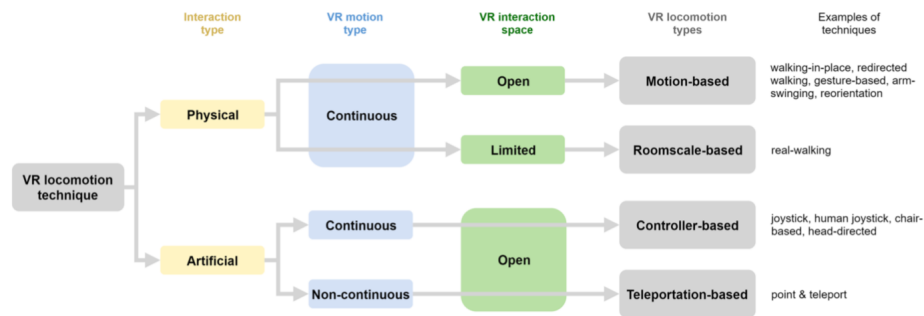 Interaction
type
VR motion
type
VR interaction
space
VR locomotion
types
Examples of
techniques
VR locomotion
technique
Physical
Continuous
Open
Motion-based
walking-in-place, redirected
walking, gesture-based, arm-
swinging, reorientation
Limited
Roomscale-based
real-walking
Artificial
Continuous
Open
Controller-based
joystick, human joystick, chair-
based, head-directed
Non-continuous
Teleportation-based
point & teleport